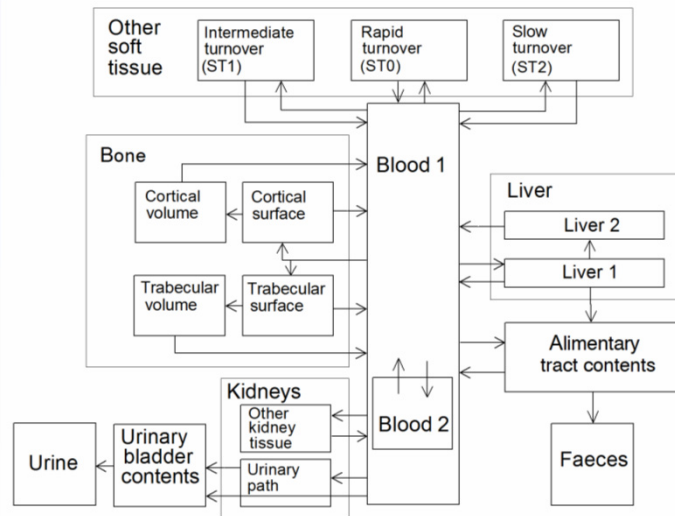 Other
soft
tissue
Intermediate
turnover
(ST1)
Rapid
turnover
(ST0)
Slow
turnover
(ST2)
Bone
Cortical
volume
Cortical
surface
Trabecular
volume
Trabecular
surface
Blood 1
Liver
Liver 2
Liver 1
Alimentary
tract contents
Blood 2
Kidneys
Other
kidney
tissue
Urinary
path
Urinary
bladder
contents
Urine
Faeces